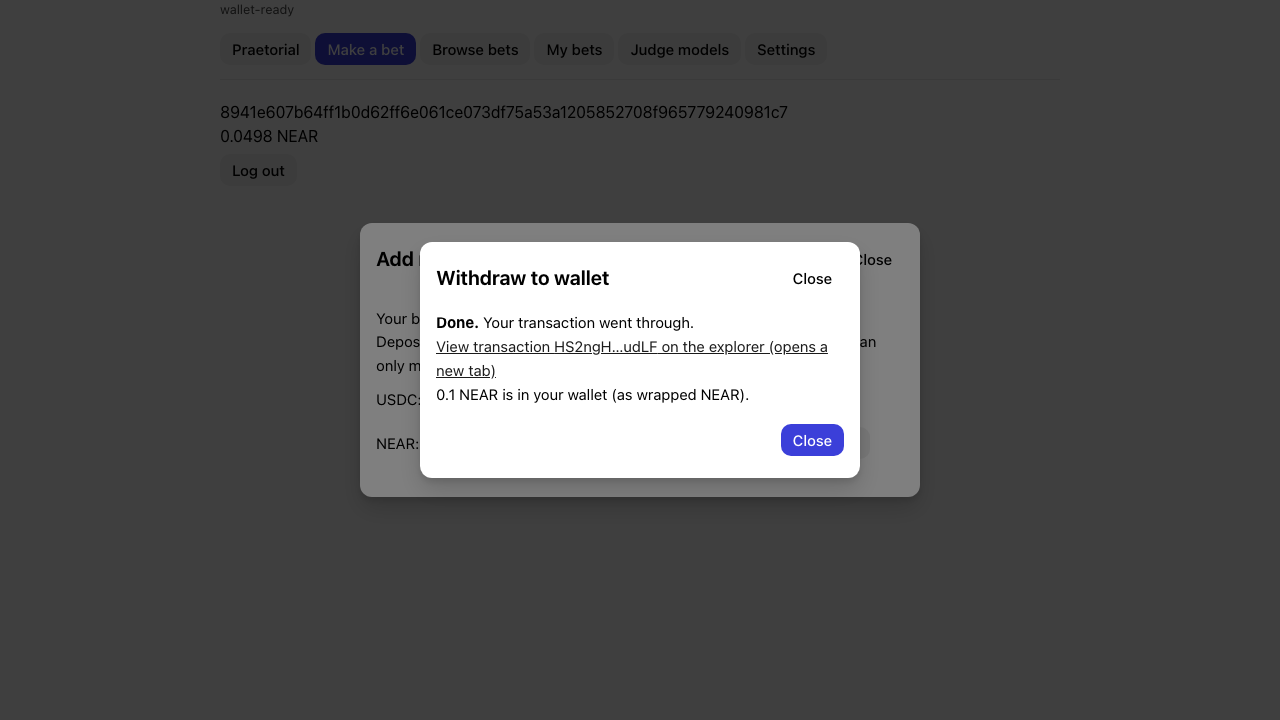 wallet-ready
Praetorial Make a bet Browse bets My bets Judge models Settings
8941e607b64ff1b0d62ff6e061ce073df75a53a1205852708f965779240981c7
0.0498 NEAR
Log out
Add
Close
Your b
Depos
an
only m
USDC:
NEAR:
Withdraw to wallet
Close
Done. Your transaction went through.
View transaction HS2ngH...udLF on the explorer (opens a
new tab)
0.1 NEAR is in your wallet (as wrapped NEAR).
Close